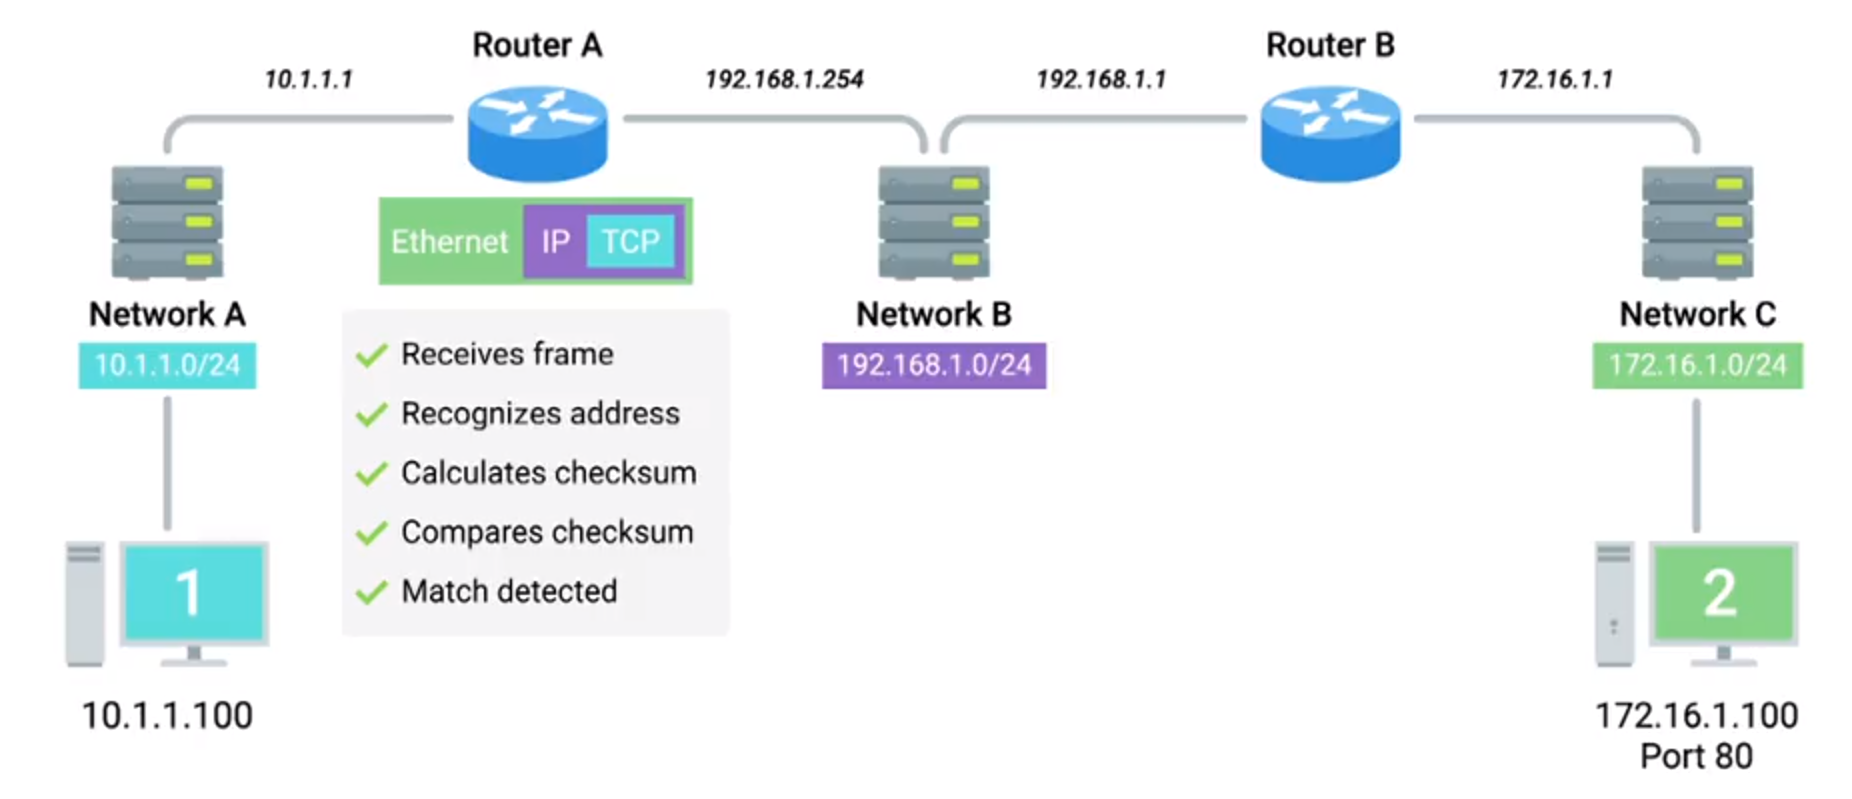 Router A
Router B
10.1.1.1
192.168.1.254
192.168.1.1
172.16.1.1
Ethernet IP TCP
Network A
10.1.1.0/24
Receives frame
Recognizes address
Calculates checksum
Compares checksum
Match detected
Network B
192.168.1.0/24
Network C
172.16.1.0/24
1
10.1.1.100
2
172.16.1.100
Port 80